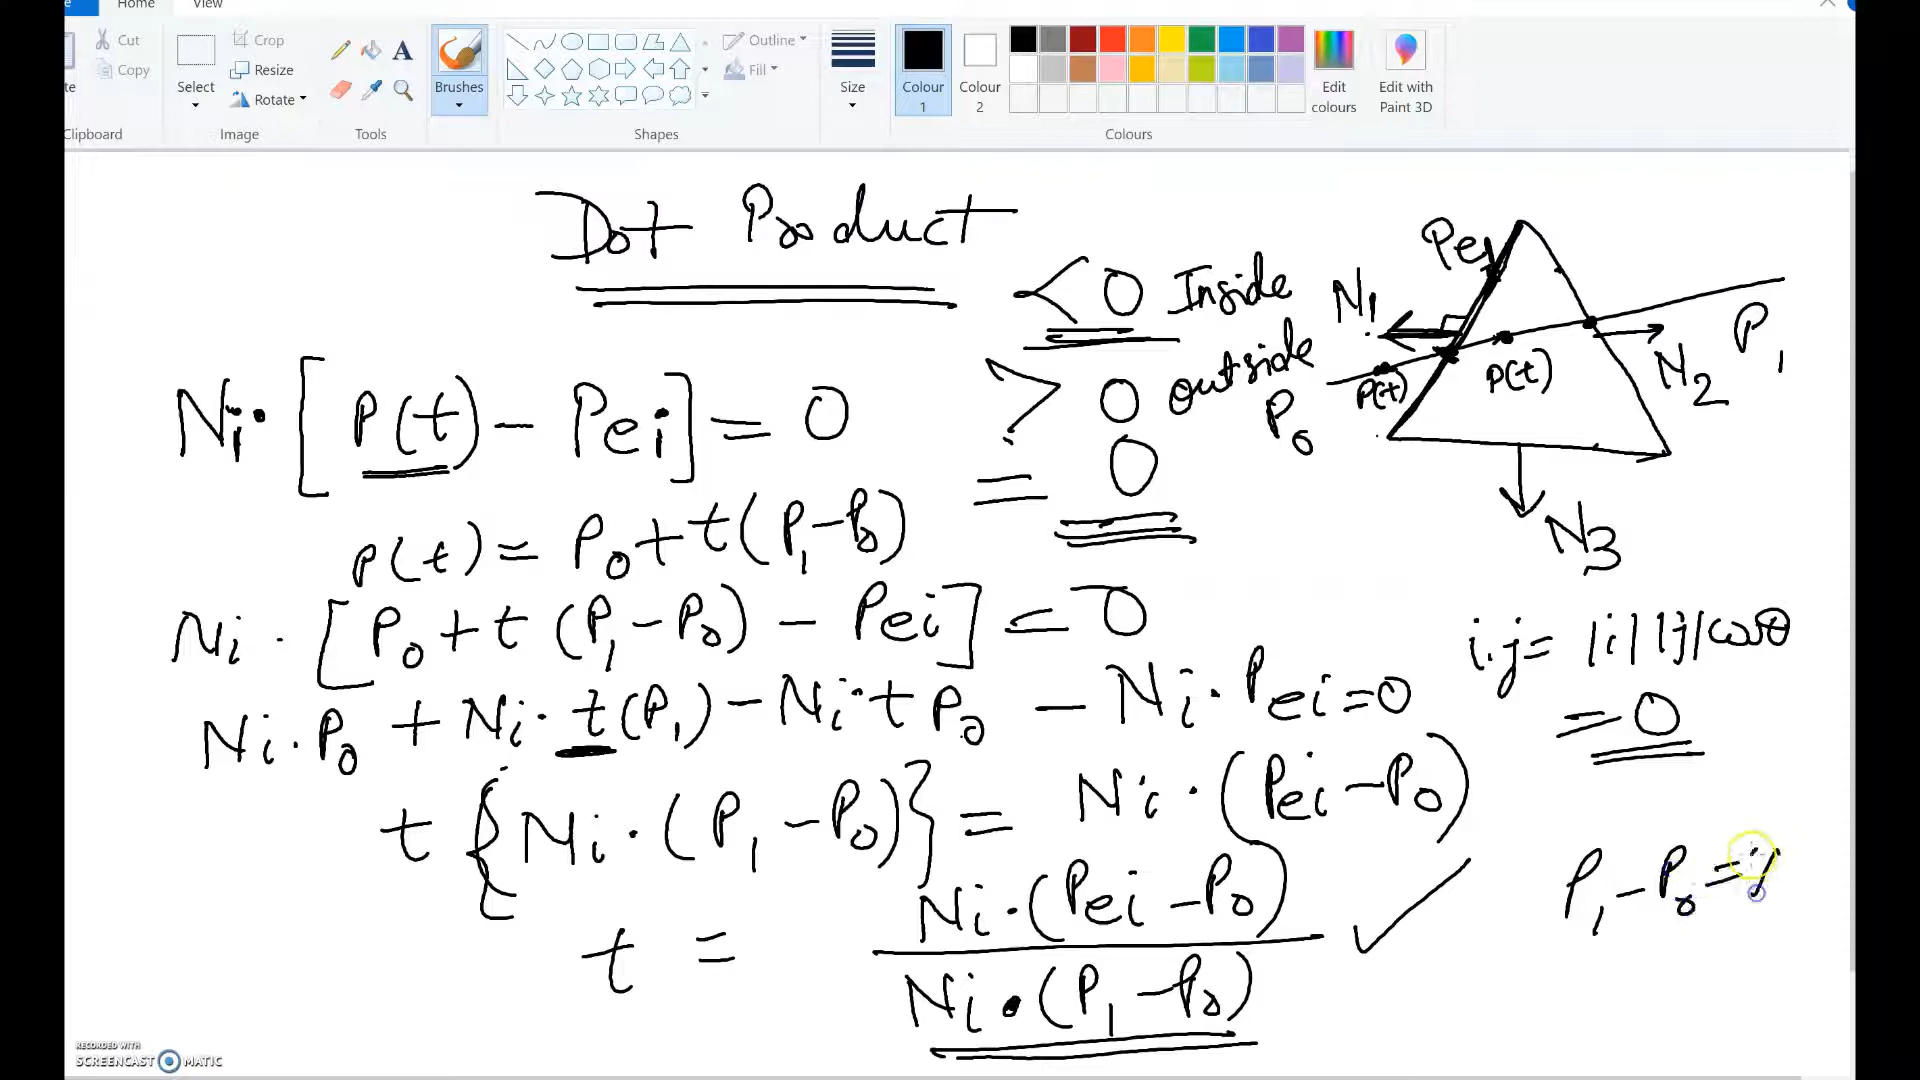 Home View
Cut
Copy
Clipboard
Select
Crop
Resize
Rotate
Image
Tools
Brushes
Shapes
Outline
Fill
Size
Colour 1
Colour 2
Colours
Edit colours
Edit with Paint 3D
Dot Product
< 0 Inside
> 0 outside
= 0
Ni · [P(t) - Pei] = 0
P(t) = P0 + t(P1 - P0)
Ni · [P0 + t (P1 - P0) - Pei] = 0
Ni · P0 + Ni · t(P1) - Ni · t P0 - Ni · Pei = 0
t {Ni · (P1 - P0)} = Ni · (Pei - P0)
t = Ni · (Pei - P0)
Ni · (P1 - P0)
Pe1
N1
P(t)
P(t)
P0
P1
N2
N3
i.j = |i| |j| cosθ
= 0
P1 - P0 =
RECORDED WITH
SCREENCAST MATIC